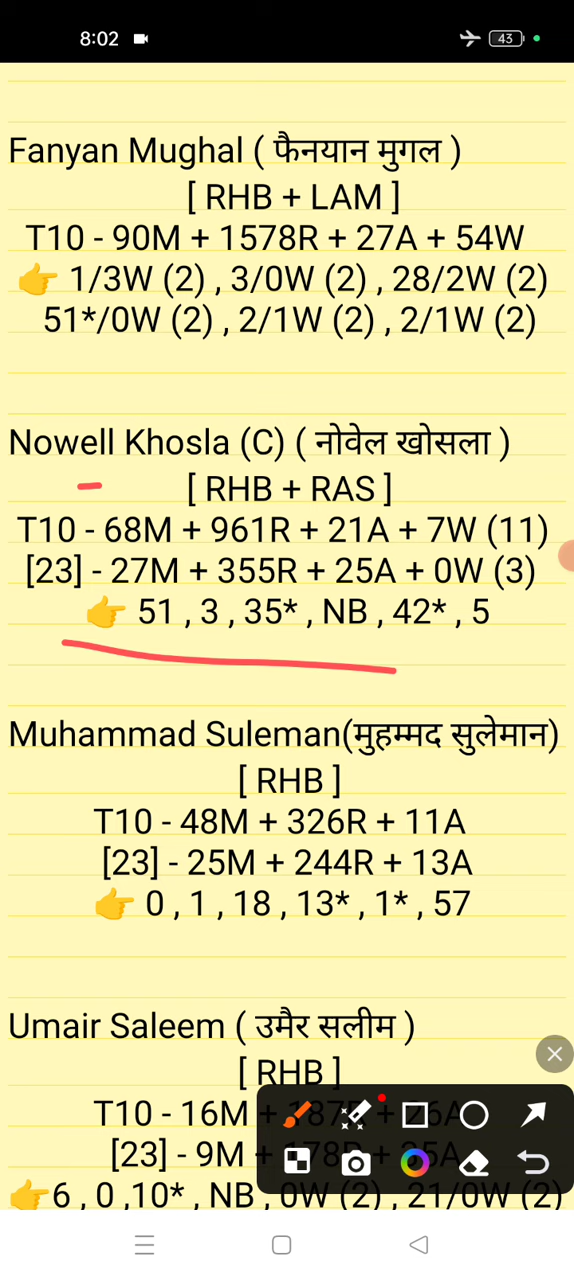 8:02
43
Fanyan Mughal ( फैनयान मुगल )
[ RHB + LAM ]
T10 - 90M + 1578R + 27A + 54W
👉 1/3W (2) , 3/0W (2) , 28/2W (2)
51*/0W (2) , 2/1W (2) , 2/1W (2)
Nowell Khosla (C) ( नोवेल खोसला )
[ RHB + RAS ]
T10 - 68M + 961R + 21A + 7W (11)
[23] - 27M + 355R + 25A + 0W (3)
👉 51 , 3 , 35* , NB , 42* , 5
Muhammad Suleman(मुहम्मद सुलेमान)
[ RHB ]
T10 - 48M + 326R + 11A
[23] - 25M + 244R + 13A
👉 0 , 1 , 18 , 13* , 1* , 57
Umair Saleem ( उमैर सलीम )
[ RHB ]
T10 - 16M + 187R + 26A
[23] - 9M + 178R + 35A
👉6 , 0 ,10* , NB , 0W (2) , 21/0W (2)